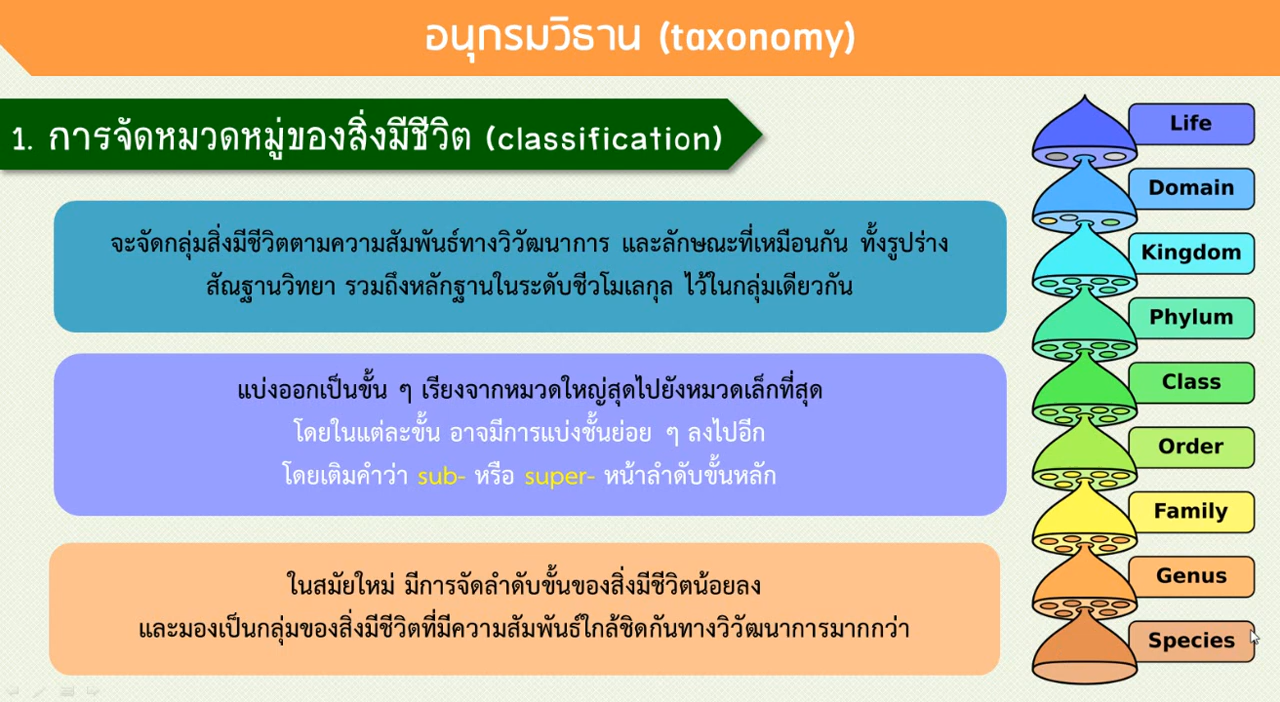 อนุกรมวิธาน (taxonomy)
1. การจัดหมวดหมู่ของสิ่งมีชีวิต (classification)
จะจัดกลุ่มสิ่งมีชีวิตตามความสัมพันธ์ทางวิวัฒนาการ และลักษณะที่เหมือนกัน ทั้งรูปร่าง
สัณฐานวิทยา รวมถึงหลักฐานในระดับชีวโมเลกุล ไว้ในกลุ่มเดียวกัน
แบ่งออกเป็นขั้น ๆ เรียงจากหมวดใหญ่สุดไปยังหมวดเล็กที่สุด
โดยในแต่ละขั้น อาจมีการแบ่งชั้นย่อย ๆ ลงไปอีก
โดยเติมคำว่า sub- หรือ super- หน้าลำดับขั้นหลัก
ในสมัยใหม่ มีการจัดลำดับขั้นของสิ่งมีชีวิตน้อยลง
และมองเป็นกลุ่มของสิ่งมีชีวิตที่มีความสัมพันธ์ใกล้ชิดกันทางวิวัฒนาการมากกว่า
Life
Domain
Kingdom
Phylum
Class
Order
Family
Genus
Species